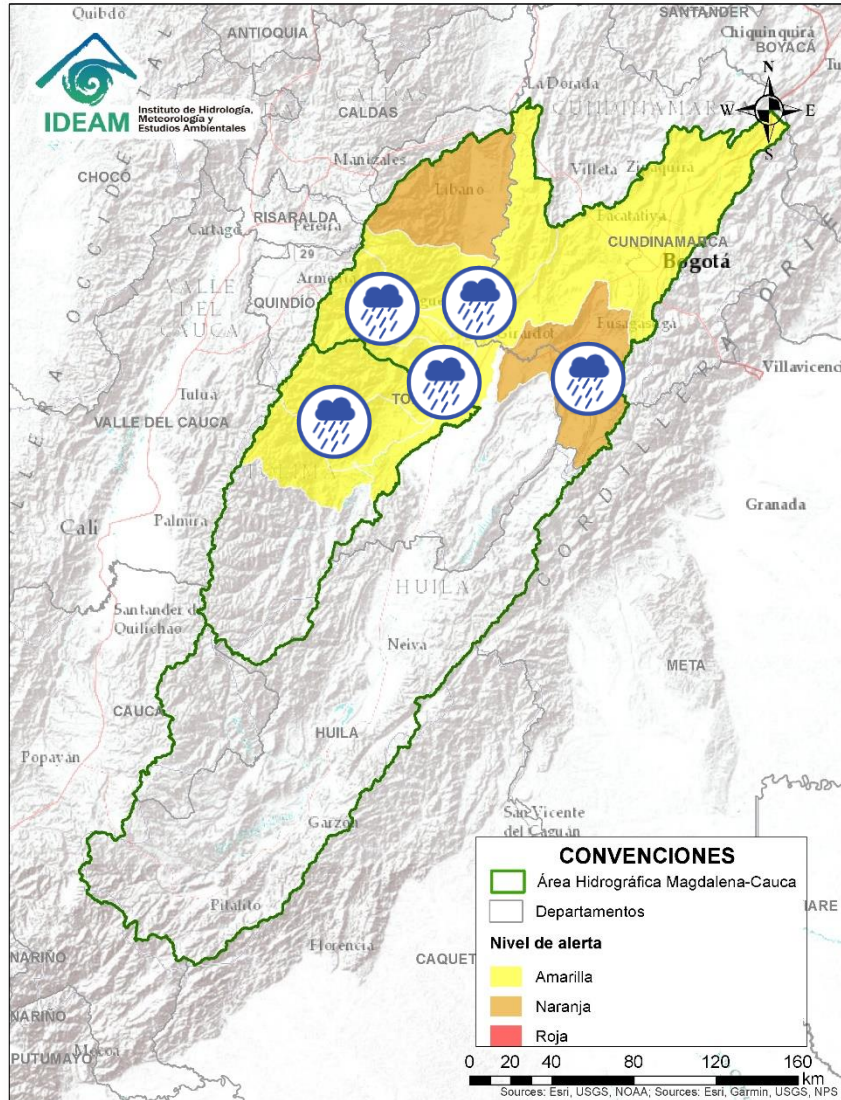 SANTANDER
Quibdó
ANTIOQUIA
Chiquinquirá
BOYACÁ
IDEAM
Instituto de Hidrología,
Meteorología y
Estudios Ambientales
La Dorada
CALDAS
N
W
E
S
Manizales
Villeta
Zipaquirá
CHOCÓ
Líbano
RISARALDA
Pereira
Cartago
Facatativá
CUNDINAMARCA
Bogotá
29
Armenia
VALLE
DEL
CAUCA
QUINDÍO
Girardot
Fusagasugá
Villavicenc
Tuluá
VALLE DEL CAUCA
Cali
Palmira
Granada
HUILA
Santander de
Quilichao
Neiva
META
CAUCA
HUILA
Popayán
San Vicente
del Caguán
Garzón
Pitalito
Florencia
CAQUET
IARE
NARIÑO
NARIÑO
PUTUMAYO
Mocoa
CONVENCIONES
Área Hidrográfica Magdalena-Cauca
Departamentos
Nivel de alerta
Amarilla
Naranja
Roja
0 20 40 80 120 160
km
Sources: Esri, USGS, NOAA; Sources: Esri, Garmin, USGS, NPS